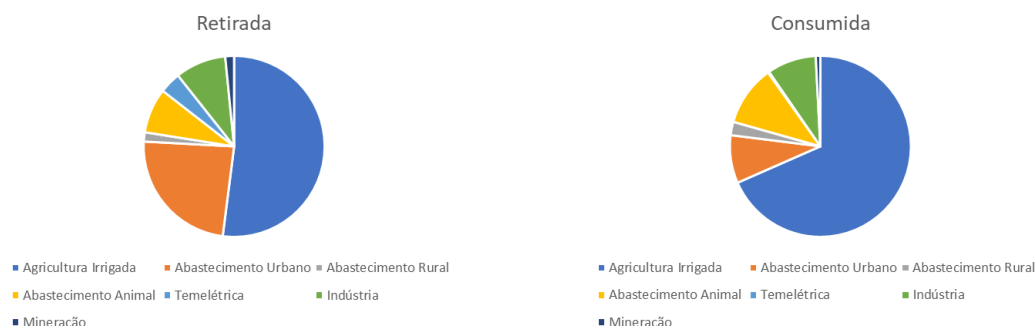 Retirada
Agricultura Irrigada Abastecimento Urbano Abastecimento Rural
Abastecimento Animal Temelétrica Indústria
Mineração
Consumida
Agricultura Irrigada Abastecimento Urbano Abastecimento Rural
Abastecimento Animal Temelétrica Indústria
Mineração